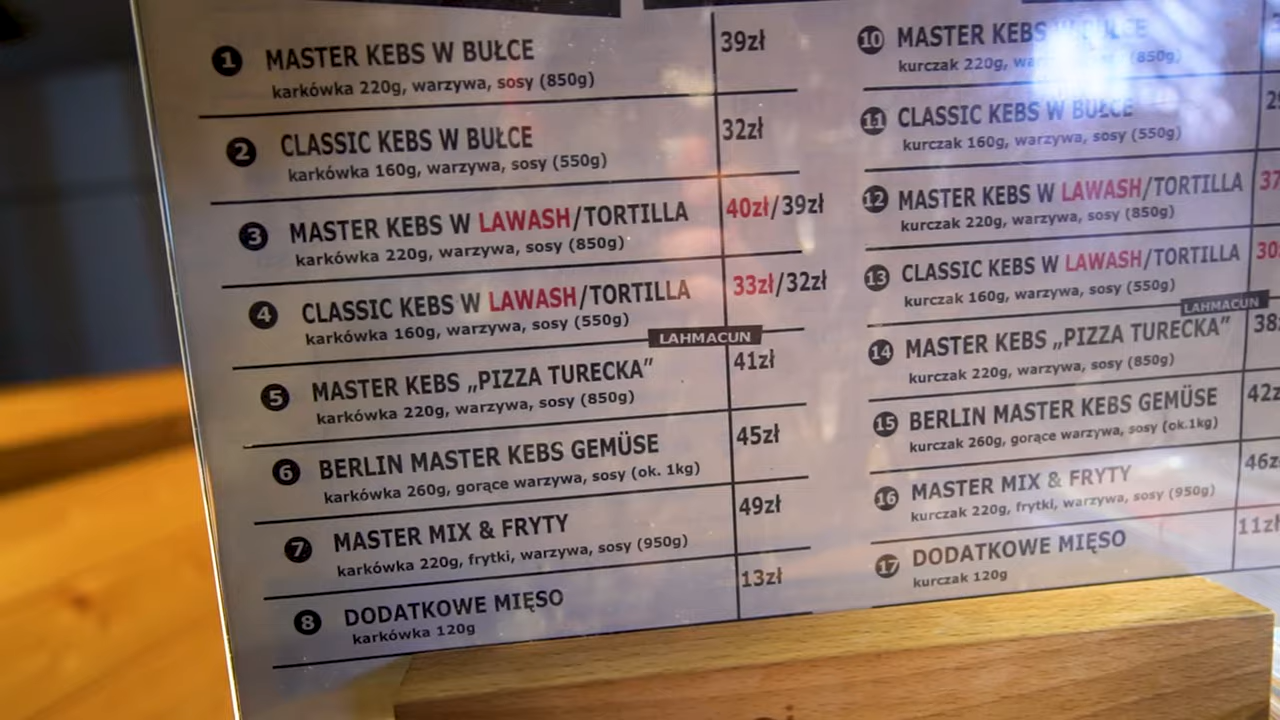 1 MASTER KEBS W BUŁCE 39zł
karkówka 220g, warzywa, sosy (850g)
2 CLASSIC KEBS W BUŁCE 32zł
karkówka 160g, warzywa, sosy (550g)
3 MASTER KEBS W LAWASH/TORTILLA 40zł/39zł
karkówka 220g, warzywa, sosy (850g)
4 CLASSIC KEBS W LAWASH/TORTILLA 33zł/32zł
karkówka 160g, warzywa, sosy (550g)
LAHMACUN
5 MASTER KEBS „PIZZA TURECKA” 41zł
karkówka 220g, warzywa, sosy (850g)
6 BERLIN MASTER KEBS GEMÜSE 45zł
karkówka 260g, gorące warzywa, sosy (ok. 1kg)
7 MASTER MIX & FRYTY 49zł
karkówka 220g, frytki, warzywa, sosy (950g)
8 DODATKOWE MIĘSO 13zł
karkówka 120g
10 MASTER KEBS W BUŁCE
kurczak 220g, (850g)
11 CLASSIC KEBS W BUŁCE
kurczak 160g, warzywa, sosy (550g)
12 MASTER KEBS W LAWASH/TORTILLA 37
kurczak 220g, warzywa, sosy (850g)
13 CLASSIC KEBS W LAWASH/TORTILLA 30
kurczak 160g, warzywa, sosy (550g)
LAHMACUN
14 MASTER KEBS „PIZZA TURECKA” 38
kurczak 220g, warzywa, sosy (850g)
15 BERLIN MASTER KEBS GEMÜSE 42z
kurczak 260g, gorące warzywa, sosy (ok.1kg)
16 MASTER MIX & FRYTY 46z
kurczak 220g, frytki, warzywa, sosy (950g)
17 DODATKOWE MIĘSO 11zł
kurczak 120g